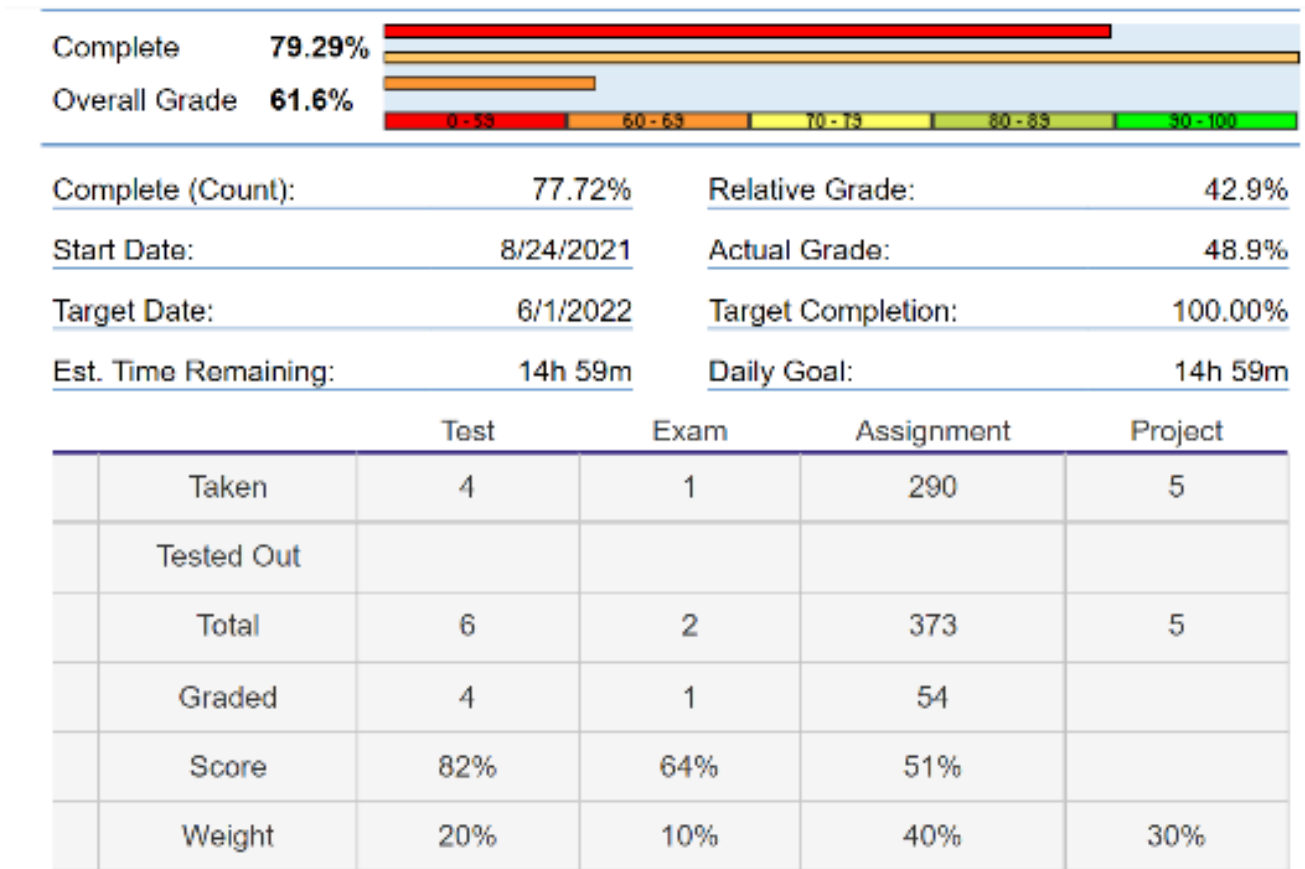 Complete 79.29%
Overall Grade 61.6%
0 - 59 60 - 69 70 - 79 80 - 89 90 - 100
Complete (Count): 77.72% Relative Grade: 42.9%
Start Date: 8/24/2021 Actual Grade: 48.9%
Target Date: 6/1/2022 Target Completion: 100.00%
Est. Time Remaining: 14h 59m Daily Goal: 14h 59m
Test Exam Assignment Project
Taken 4 1 290 5
Tested Out
Total 6 2 373 5
Graded 4 1 54
Score 82% 64% 51%
Weight 20% 10% 40% 30%